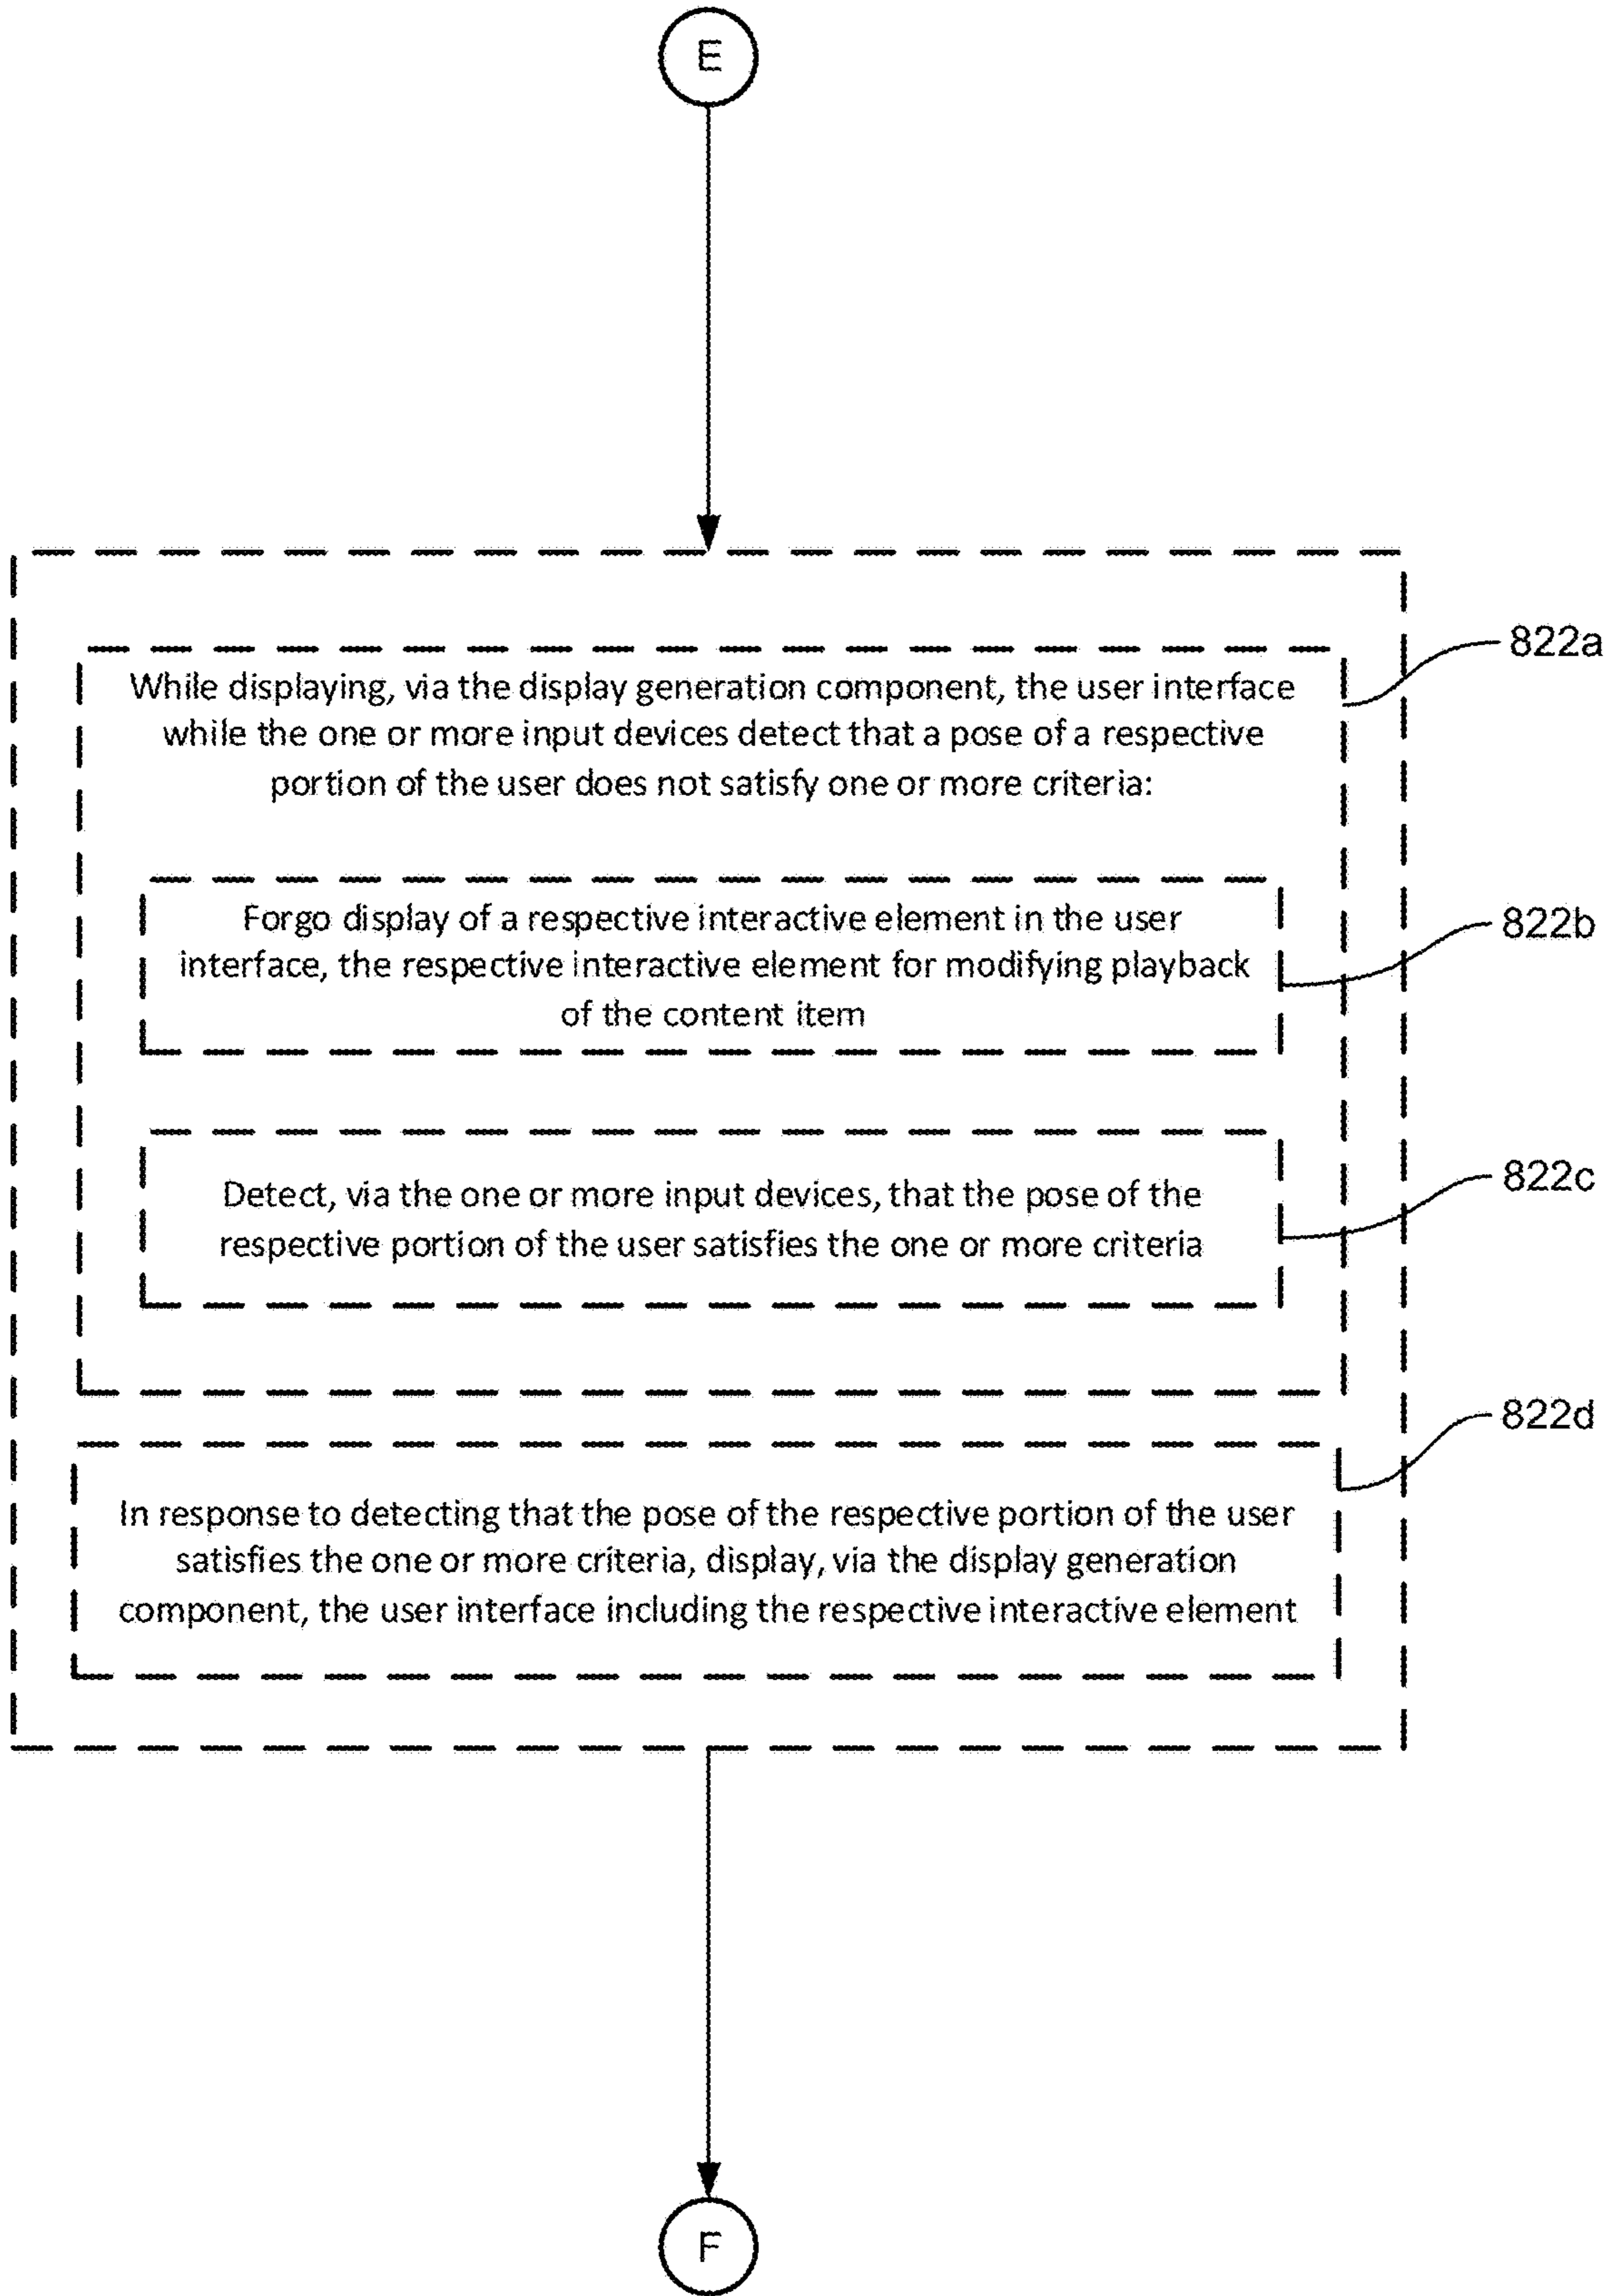 E
822a
While displaying, via the display generation component, the user interface
while the one or more input devices detect that a pose of a respective
portion of the user does not satisfy one or more criteria:
822b
Forgo display of a respective interactive element in the user
interface, the respective interactive element for modifying playback
of the content item
822c
Detect, via the one or more input devices, that the pose of the
respective portion of the user satisfies the one or more criteria
822d
In response to detecting that the pose of the respective portion of the user
satisfies the one or more criteria, display, via the display generation
component, the user interface including the respective interactive element
F